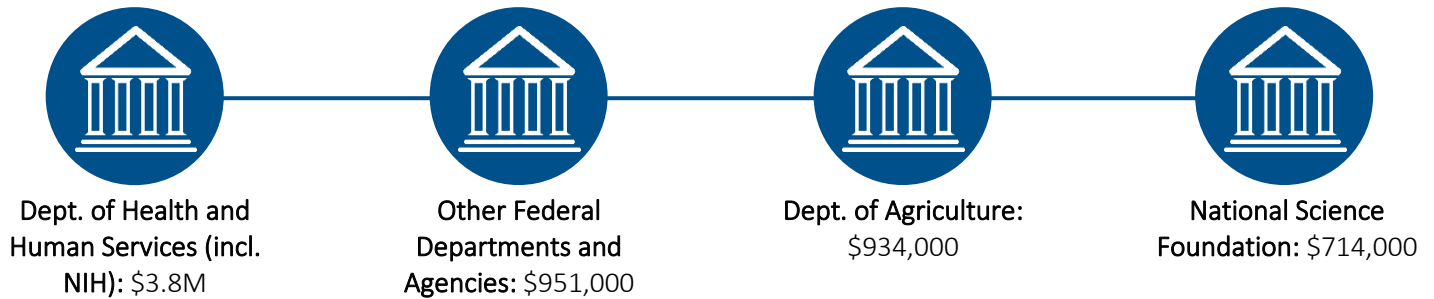 Dept. of Health and
Human Services (incl.
NIH): $3.8M
Other Federal
Departments and
Agencies: $951,000
Dept. of Agriculture:
$934,000
National Science
Foundation: $714,000